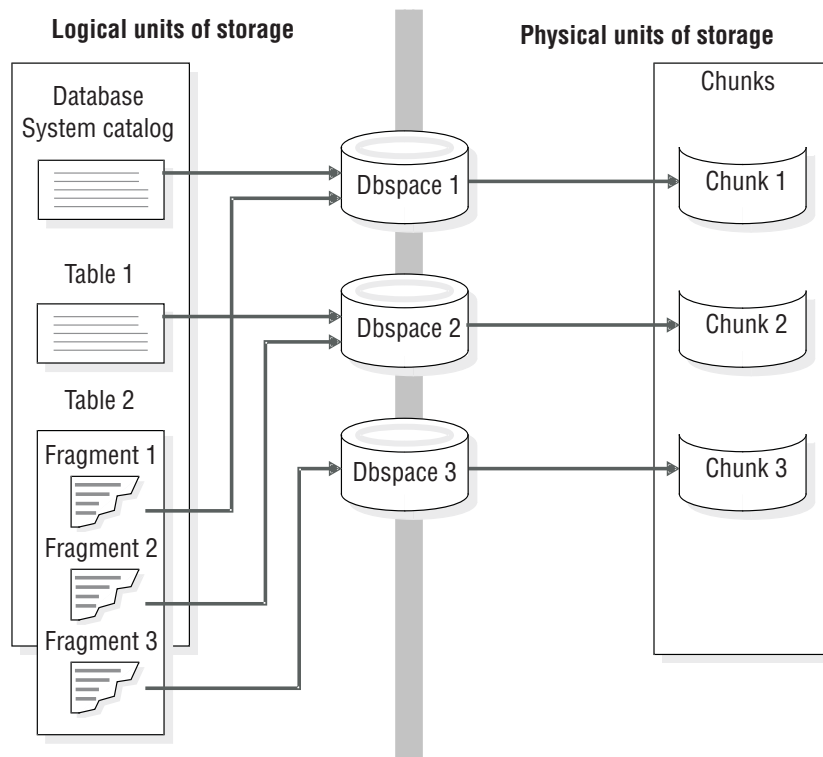 Logical units of storage
Physical units of storage
Database
System catalog
Table 1
Table 2
Fragment 1
Fragment 2
Fragment 3
Dbspace 1
Dbspace 2
Dbspace 3
Chunks
Chunk 1
Chunk 2
Chunk 3